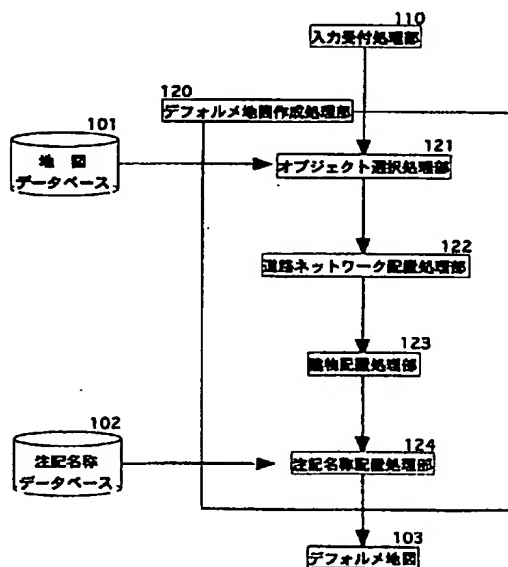 110
入力受付処理部
120
デフォルメ地図作成処理部
101
地 図
データベース
121
オブジェクト選択処理部
122
道路ネットワーク配置処理部
123
建物配置処理部
102
注記名称
データベース
124
注記名称配置処理部
103
デフォルメ地図